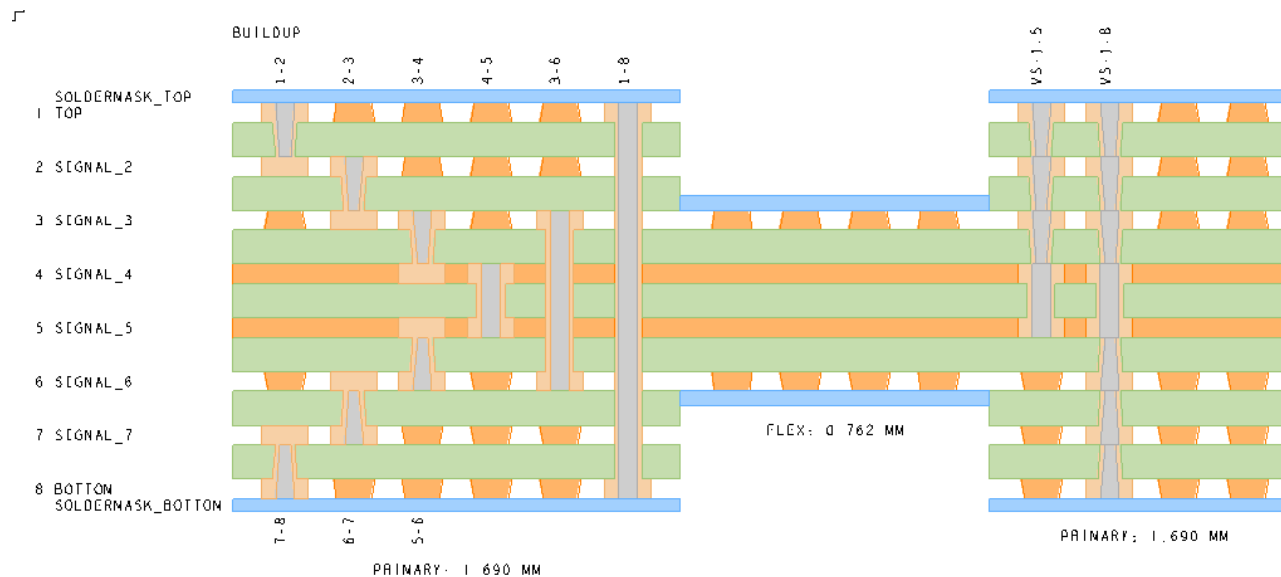 BUILDUP
1-2
2-3
3-4
4-5
3-6
1-8
VS-1-5
VS-1-8
SOLDERMASK_TOP
1 TOP
2 SIGNAL_2
3 SIGNAL_3
4 SIGNAL_4
5 SIGNAL_5
6 SIGNAL_6
7 SIGNAL_7
8 BOTTOM
SOLDERMASK_BOTTOM
FLEX: 0 762 MM
7-8
6-7
5-6
PRIMARY: 1.690 MM
PRIMARY: 1 690 MM